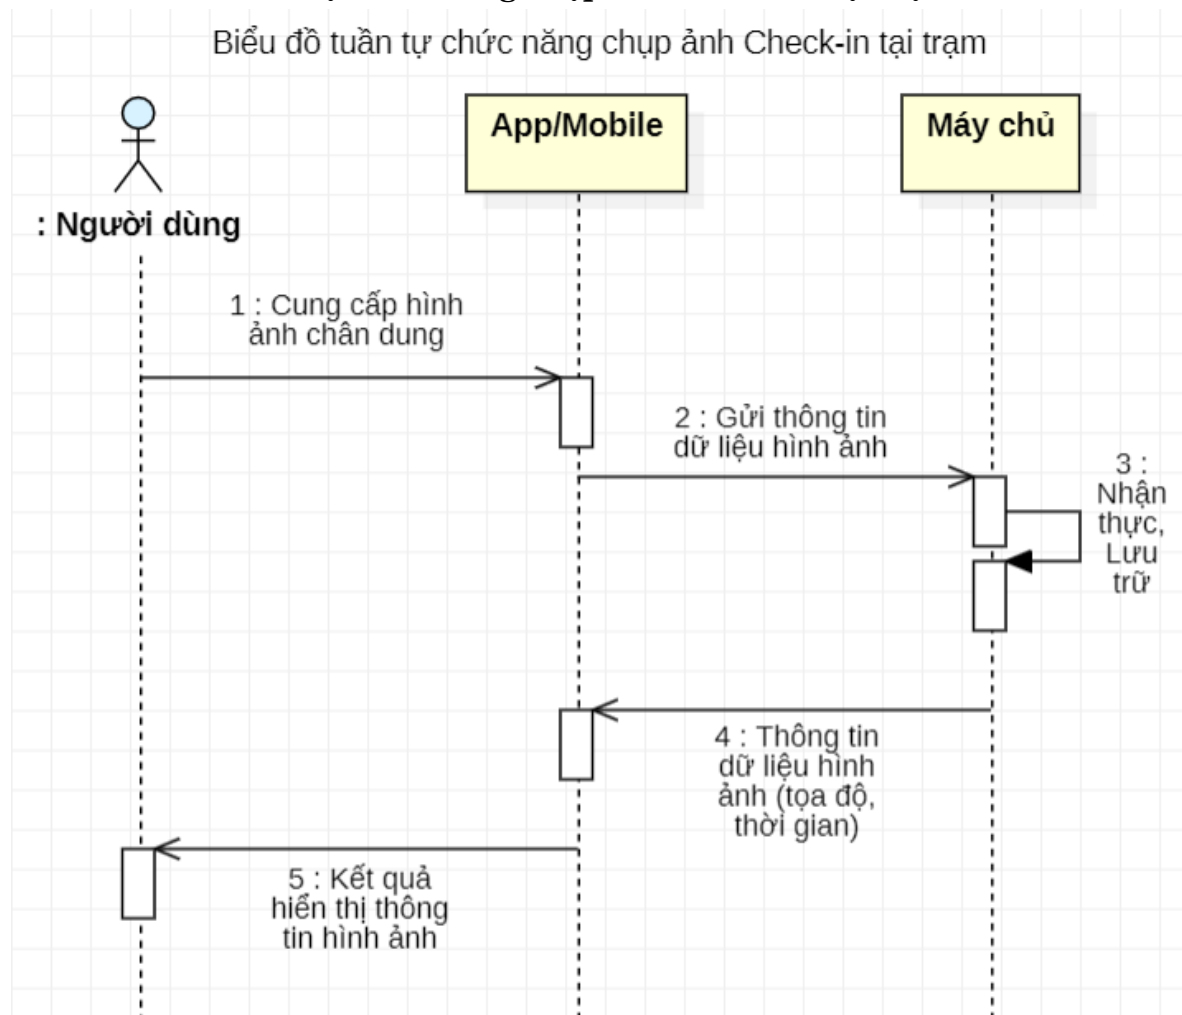 Biểu đồ tuần tự chức năng chụp ảnh Check-in tại trạm
App/Mobile
Máy chủ
: Người dùng
1 : Cung cấp hình
ảnh chân dung
2 : Gửi thông tin
dữ liệu hình ảnh
3 :
Nhận
thực,
Lưu
trữ
4 : Thông tin
dữ liệu hình
ảnh (tọa độ,
thời gian)
5 : Kết quả
hiển thị thông
tin hình ảnh